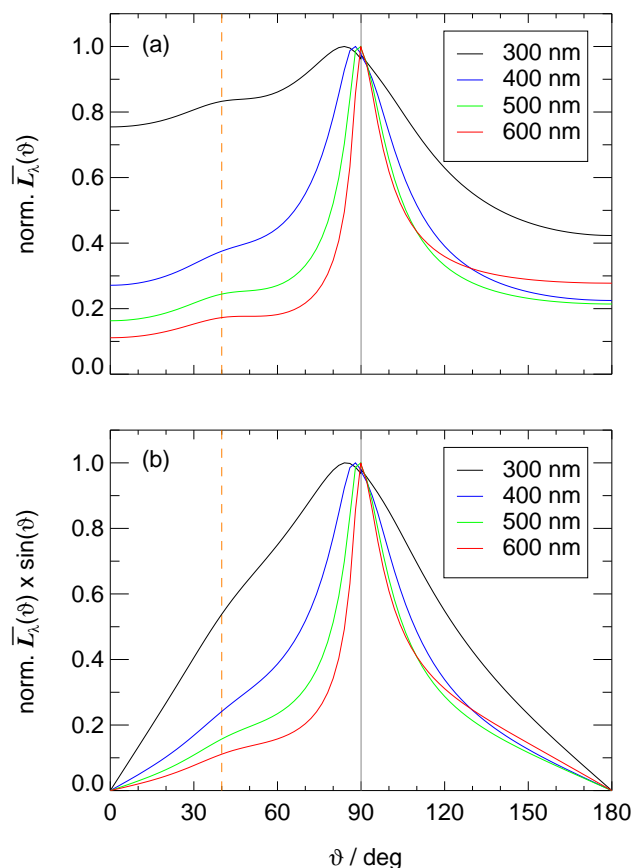 (a)
300 nm
400 nm
500 nm
600 nm
norm. L̅λ(ϑ)
1.0
0.8
0.6
0.4
0.2
0.0
(b)
300 nm
400 nm
500 nm
600 nm
norm. L̅λ(ϑ) x sin(ϑ)
1.0
0.8
0.6
0.4
0.2
0.0
0 30 60 90 120 150 180
ϑ / deg